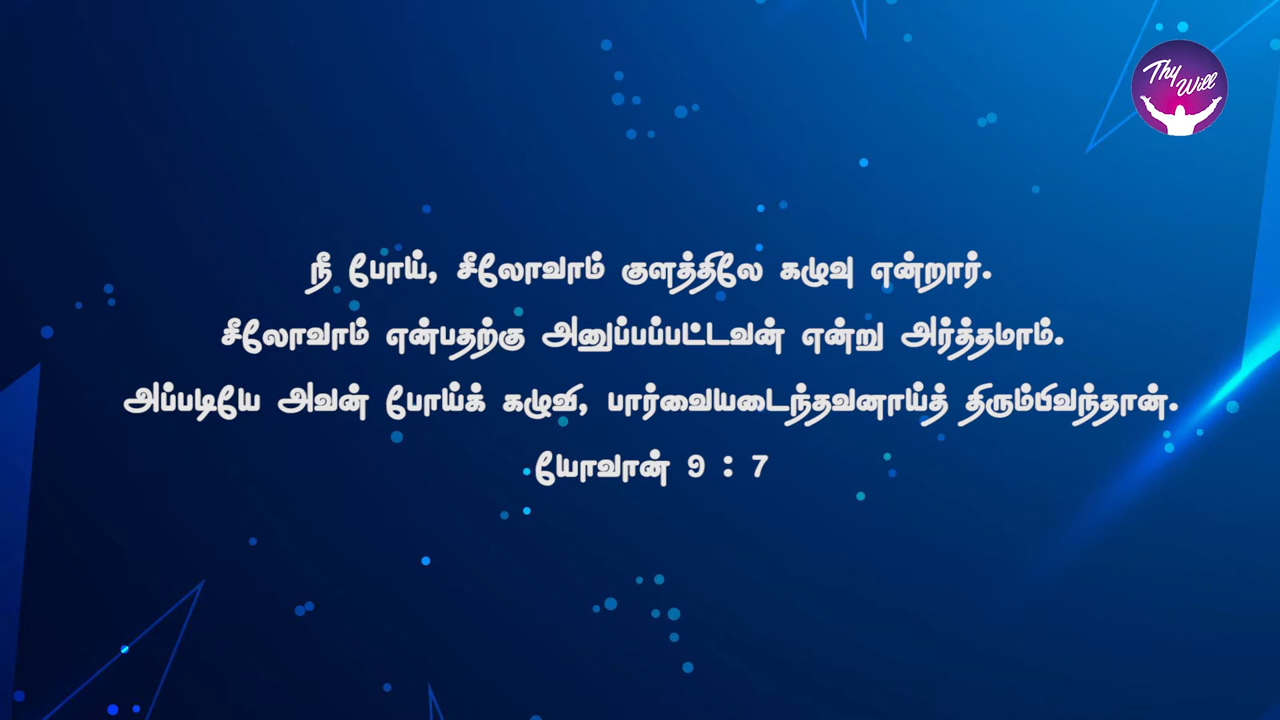 Thy Will
நீ போய், சீலோவாம் குளத்திலே கழுவு என்றார்.
சீலோவாம் என்பதற்கு அனுப்பப்பட்டவன் என்று அர்த்தமாம்.
அப்படியே அவன் போய்க் கழுவி, பார்வையடைந்தவனாய்த் திரும்பிவந்தான்.
யோவான் 9 : 7